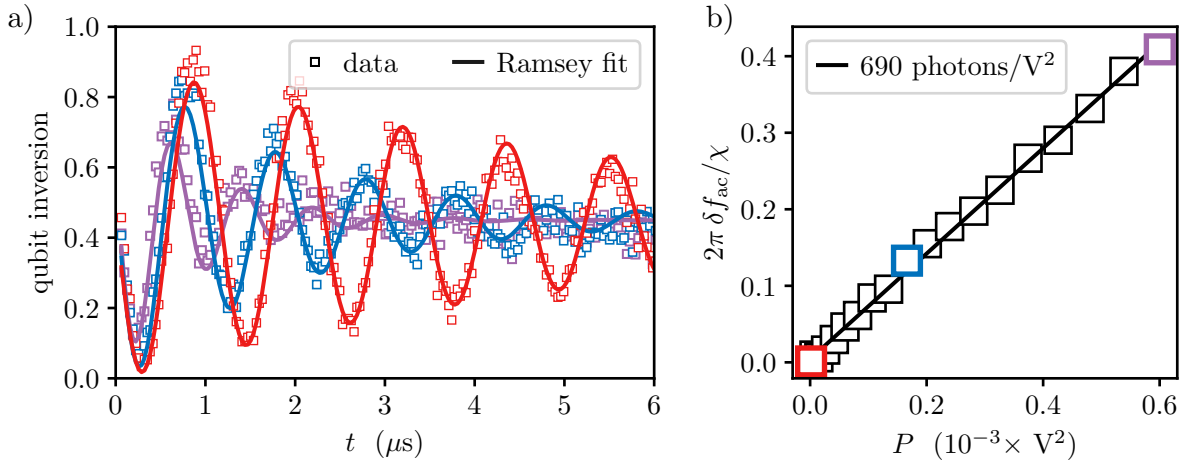 a)
qubit inversion
1.0
0.8
0.6
0.4
0.2
0.0
data
Ramsey fit
0
1
2
3
4
5
6
t (μs)
b)
2π δf_ac/χ
0.4
0.3
0.2
0.1
0.0
690 photons/V²
0.0
0.2
0.4
0.6
P (10⁻³× V²)